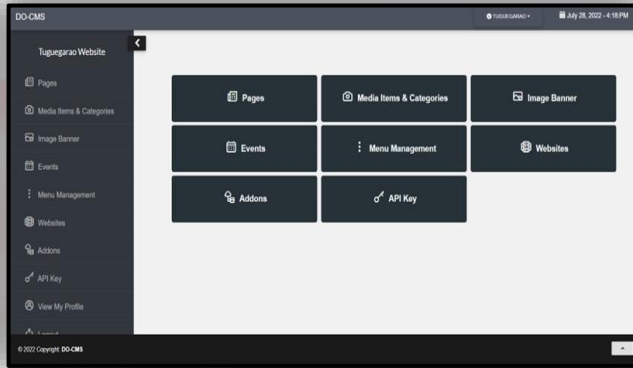 DO-CMS
TUGUEGARAO
July 28, 2022 - 4:18 PM
Tuguegarao Website
Pages
Media Items & Categories
Image Banner
Events
Menu Management
Websites
Addons
API Key
View My Profile
Logout
Pages
Media Items & Categories
Image Banner
Events
Menu Management
Websites
Addons
API Key
© 2022 Copyright: DO-CMS